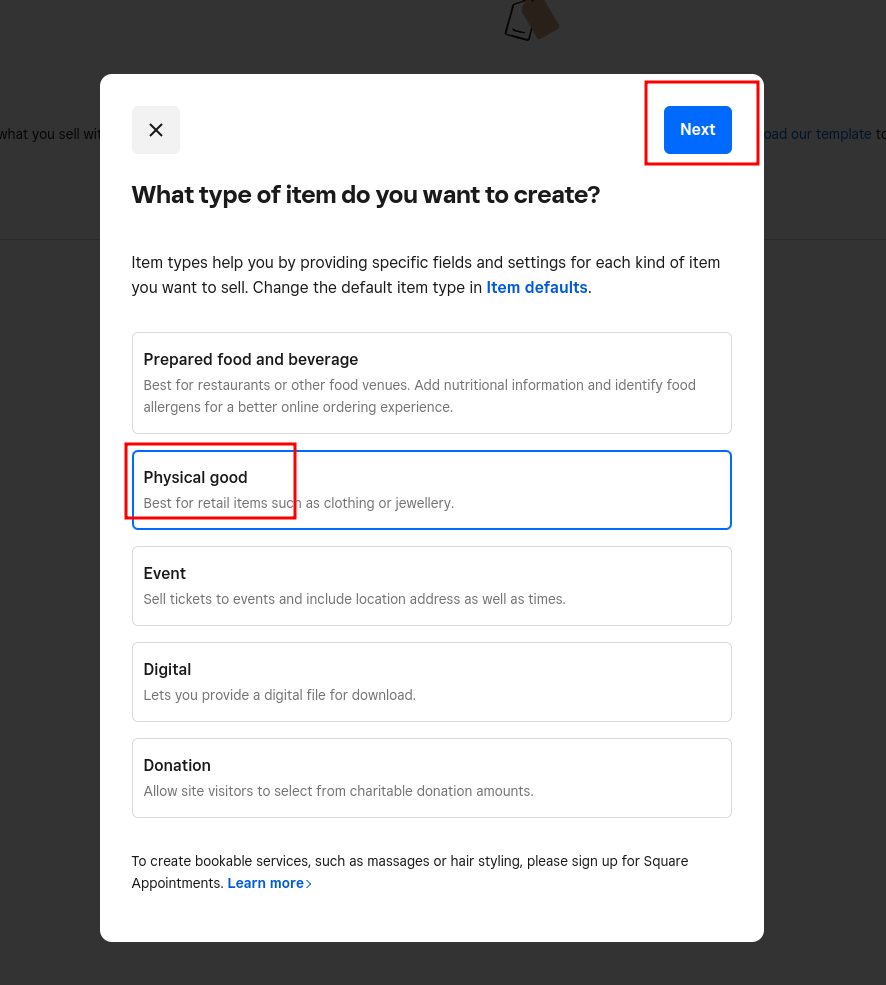 what you sell wit
oad our template to
Next
What type of item do you want to create?
Item types help you by providing specific fields and settings for each kind of item
you want to sell. Change the default item type in Item defaults.
Prepared food and beverage
Best for restaurants or other food venues. Add nutritional information and identify food
allergens for a better online ordering experience.
Physical good
Best for retail items such as clothing or jewellery.
Event
Sell tickets to events and include location address as well as times.
Digital
Lets you provide a digital file for download.
Donation
Allow site visitors to select from charitable donation amounts.
To create bookable services, such as massages or hair styling, please sign up for Square
Appointments. Learn more